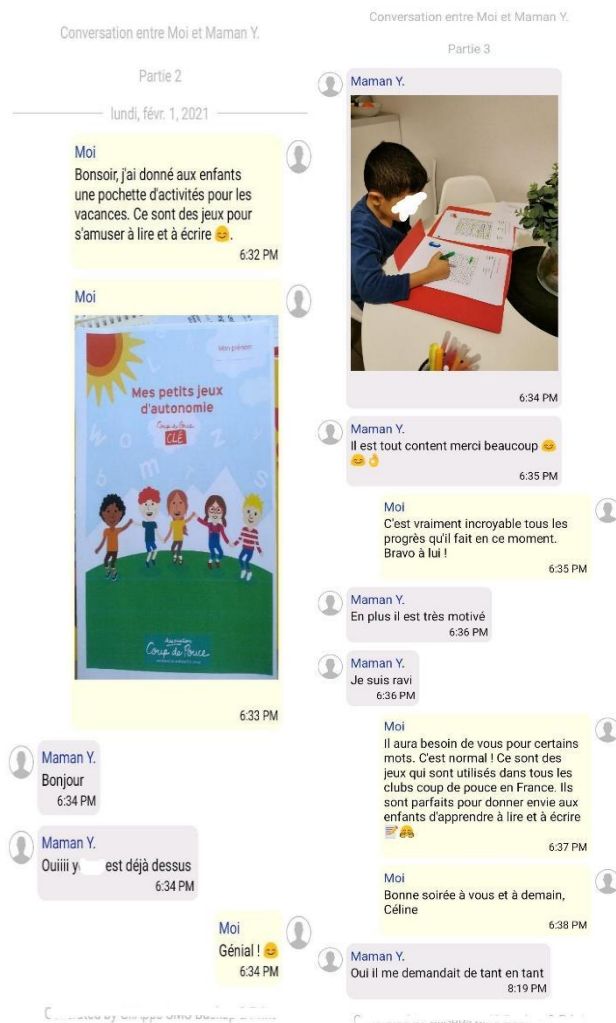 Conversation entre Moi et Maman Y.
Partie 2
lundi, févr. 1, 2021
Moi
Bonsoir, j'ai donné aux enfants
une pochette d'activités pour les
vacances. Ce sont des jeux pour
s'amuser à lire et à écrire 😊.
6:32 PM
Moi
Mon prénom
Mes petits jeux
d'autonomie
Coup de Pouce
CLÉ
Association
Coup de Pouce
6:33 PM
Maman Y.
Bonjour
6:34 PM
Maman Y.
Ouiiii y est déjà dessus
6:34 PM
Moi
Génial ! 😊
6:34 PM
Conversation entre Moi et Maman Y.
Partie 3
Maman Y.
6:34 PM
Maman Y.
Il est tout content merci beaucoup 😊
😊👌
6:35 PM
Moi
C'est vraiment incroyable tous les
progrès qu'il fait en ce moment.
Bravo à lui !
6:35 PM
Maman Y.
En plus il est très motivé
6:36 PM
Maman Y.
Je suis ravi
6:36 PM
Moi
Il aura besoin de vous pour certains
mots. C'est normal ! Ce sont des
jeux qui sont utilisés dans tous les
clubs coup de pouce en France. Ils
sont parfaits pour donner envie aux
enfants d'apprendre à lire et à écrire
📝🤗
6:37 PM
Moi
Bonne soirée à vous et à demain,
Céline
6:38 PM
Maman Y.
Oui il me demandait de tant en tant
8:19 PM